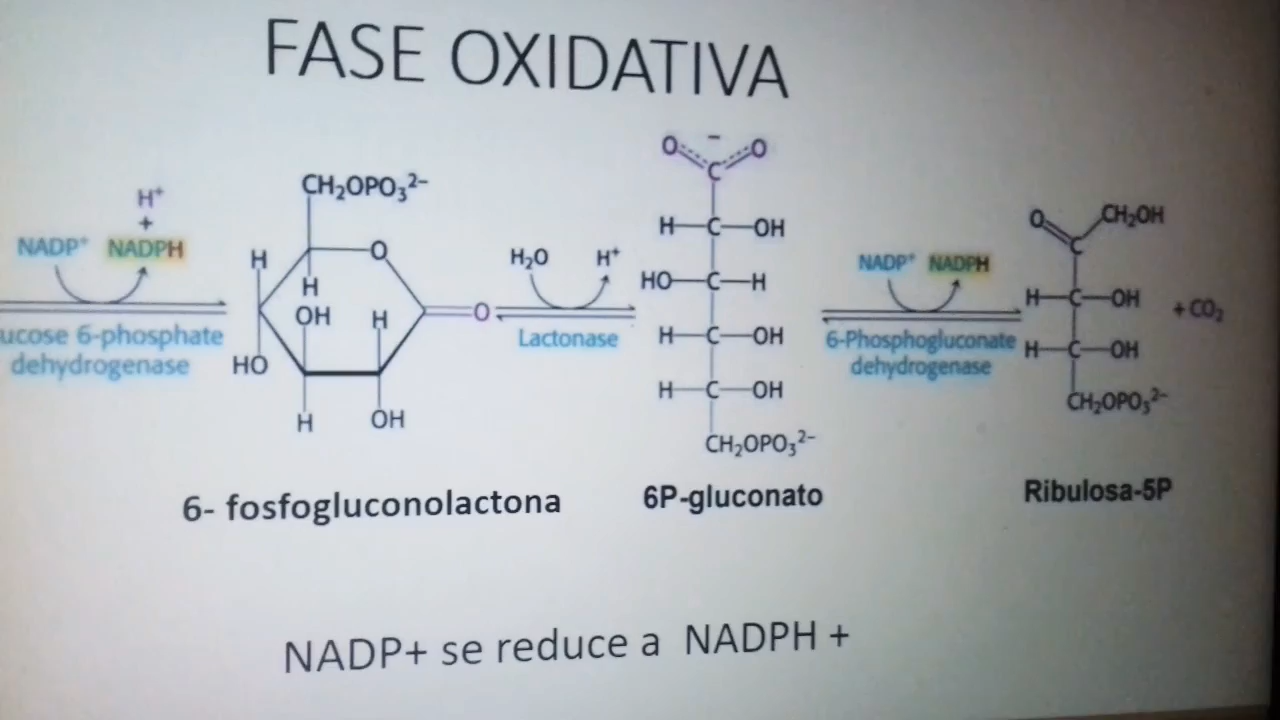 FASE OXIDATIVA
H⁺
+
NADP⁺ NADPH
ucose 6-phosphate
dehydrogenase
CH₂OPO₃²⁻
H O
H
OH H
O
HO
H OH
6- fosfogluconolactona
H₂O H⁺
Lactonase
O − O
C
H–C–OH
HO–C–H
H–C–OH
H–C–OH
CH₂OPO₃²⁻
6P-gluconato
NADP⁺ NADPH
6-Phosphogluconate
dehydrogenase
O CH₂OH
C
H–C–OH
H–C–OH
CH₂OPO₃²⁻
+ CO₂
Ribulosa-5P
NADP+ se reduce a NADPH +